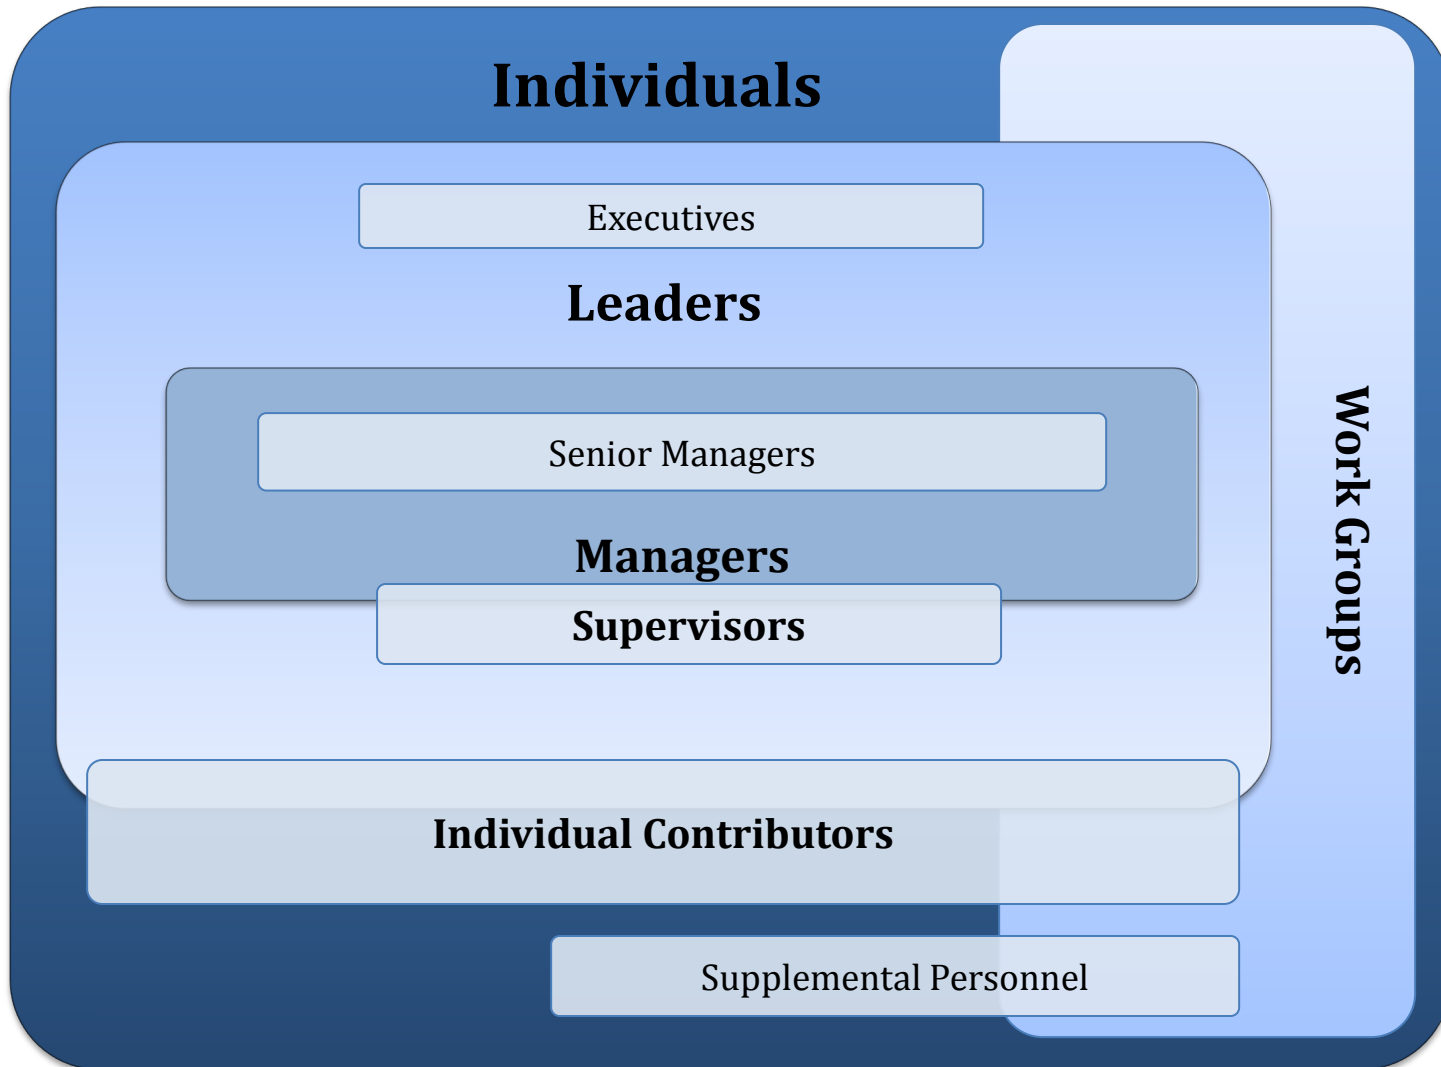 Individuals
Executives
Leaders
Senior Managers
Managers
Supervisors
Work Groups
Individual Contributors
Supplemental Personnel